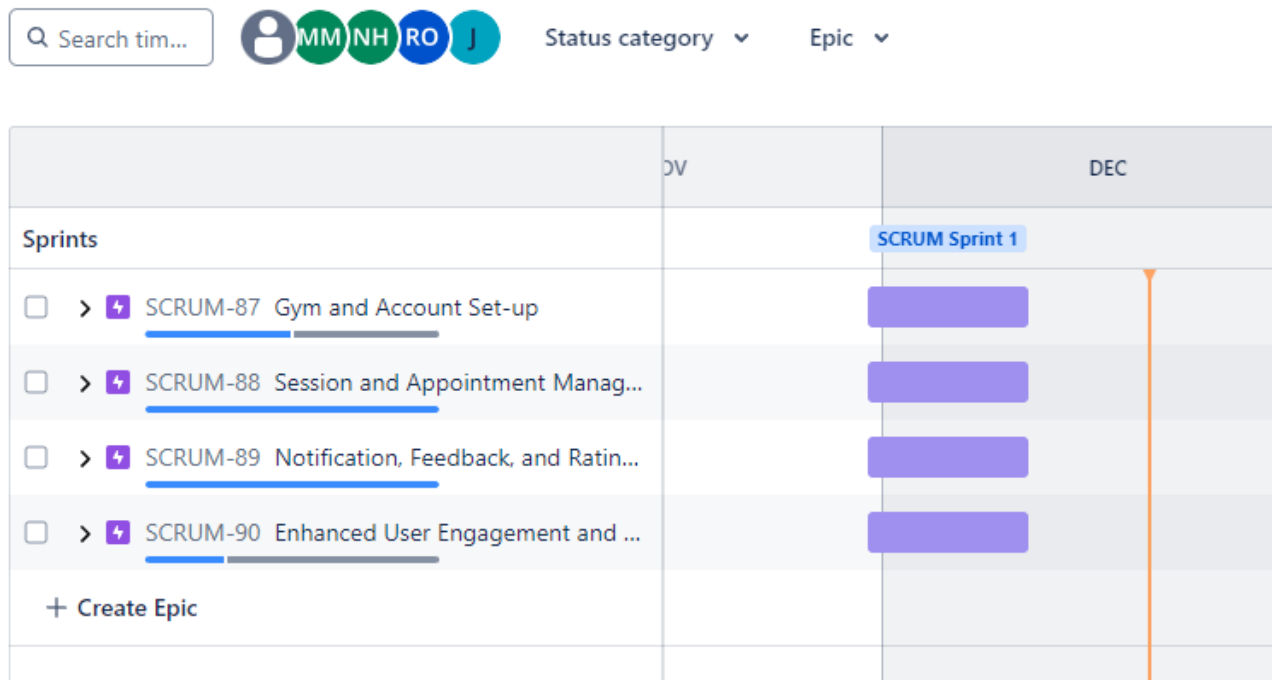 Search tim...
MM NH RO J
Status category
Epic
OV
DEC
Sprints
SCRUM Sprint 1
SCRUM-87 Gym and Account Set-up
SCRUM-88 Session and Appointment Manag...
SCRUM-89 Notification, Feedback, and Ratin...
SCRUM-90 Enhanced User Engagement and ...
+ Create Epic